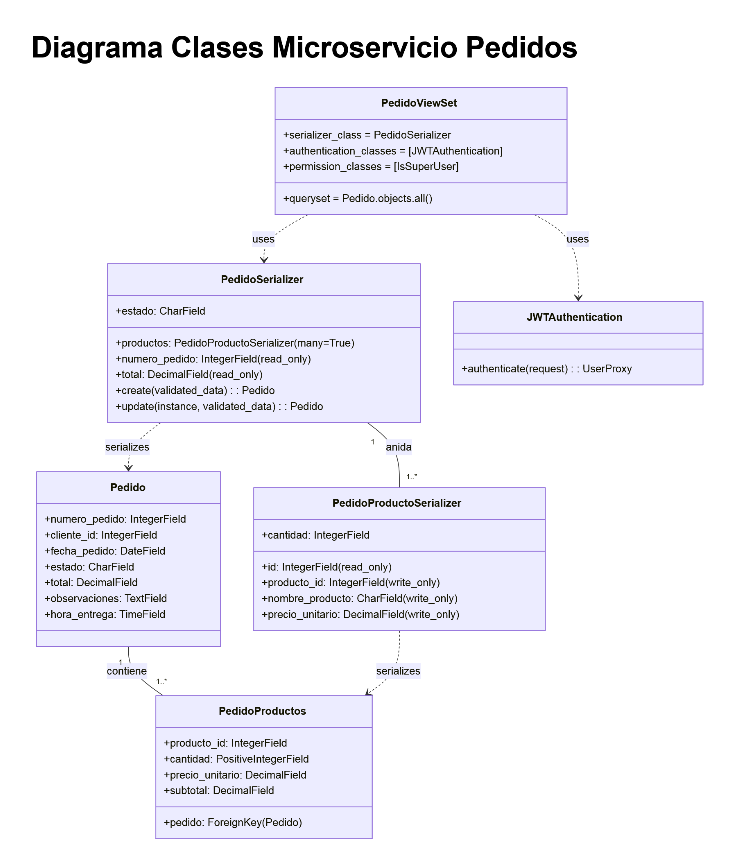 Diagrama Clases Microservicio Pedidos
PedidoViewSet
+serializer_class = PedidoSerializer
+authentication_classes = [JWTAuthentication]
+permission_classes = [IsSuperUser]
+queryset = Pedido.objects.all()
uses
uses
PedidoSerializer
+estado: CharField
+productos: PedidoProductoSerializer(many=True)
+numero_pedido: IntegerField(read_only)
+total: DecimalField(read_only)
+create(validated_data) : : Pedido
+update(instance, validated_data) : : Pedido
JWTAuthentication
+authenticate(request) : : UserProxy
serializes
1
anida
1..*
Pedido
+numero_pedido: IntegerField
+cliente_id: IntegerField
+fecha_pedido: DateField
+estado: CharField
+total: DecimalField
+observaciones: TextField
+hora_entrega: TimeField
PedidoProductoSerializer
+cantidad: IntegerField
+id: IntegerField(read_only)
+producto_id: IntegerField(write_only)
+nombre_producto: CharField(write_only)
+precio_unitario: DecimalField(write_only)
1
contiene
1..*
serializes
PedidoProductos
+producto_id: IntegerField
+cantidad: PositiveIntegerField
+precio_unitario: DecimalField
+subtotal: DecimalField
+pedido: ForeignKey(Pedido)